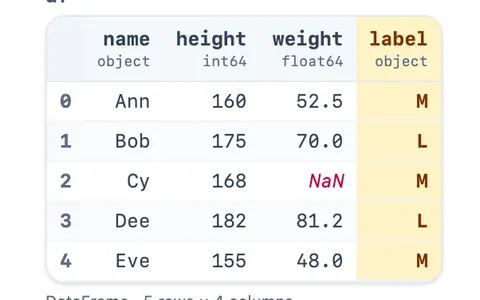 name height weight label
object int64 float64 object
0 Ann 160 52.5 M
1 Bob 175 70.0 L
2 Cy 168 NaN M
3 Dee 182 81.2 L
4 Eve 155 48.0 M